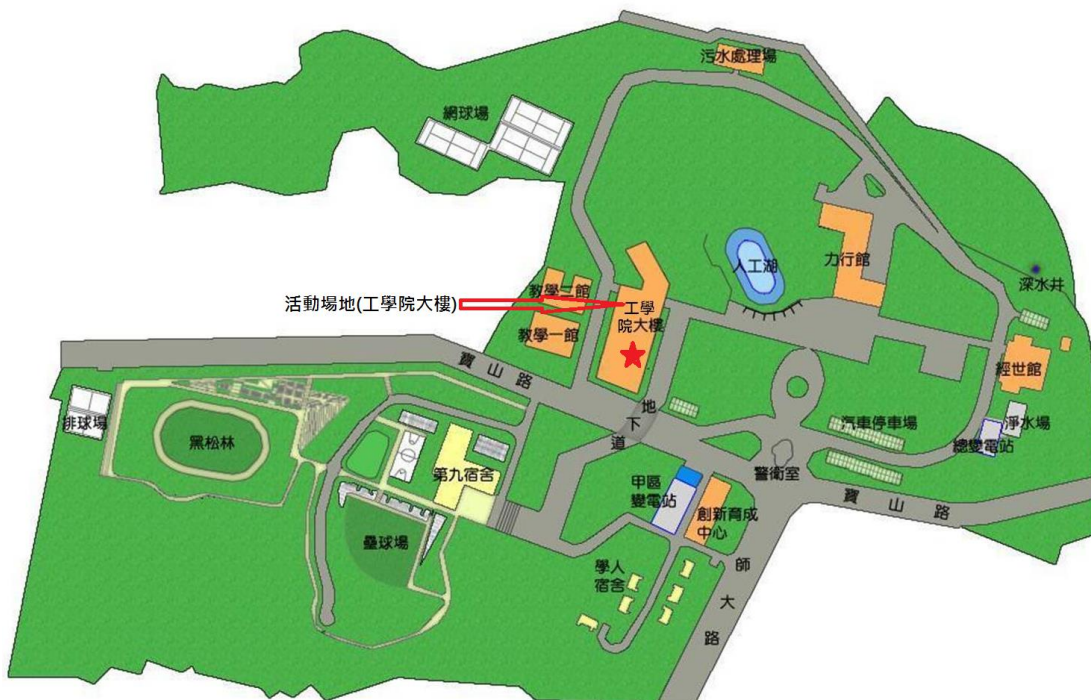 污水處理場
網球場
人工湖
力行館
深水井
教學二館
活動場地(工學院大樓)
工學
院大樓
教學一館
寶山路
經世館
排球場
地下道
汽車停車場
淨水場
黑松林
總變電站
第九宿舍
警衛室
甲區
變電站
寶山路
創新育成
中心
壘球場
學人
宿舍
師大路